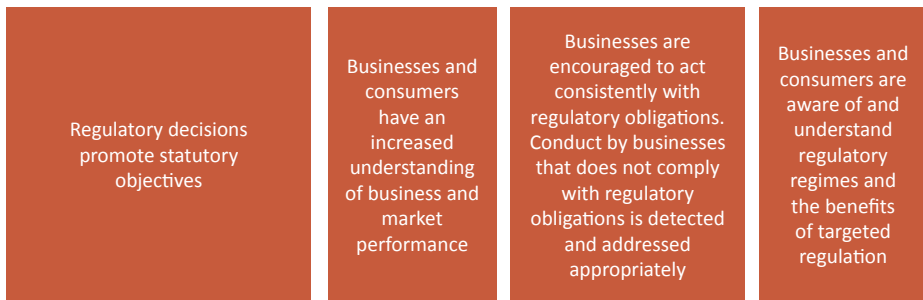 Regulatory decisions
promote statutory
objectives
Businesses and
consumers
have an
increased
understanding
of business and
market
performance
Businesses are
encouraged to act
consistently with
regulatory obligations.
Conduct by businesses
that does not comply
with regulatory
obligations is detected
and addressed
appropriately
Businesses and
consumers are
aware of and
understand
regulatory
regimes and
the benefits
of targeted
regulation